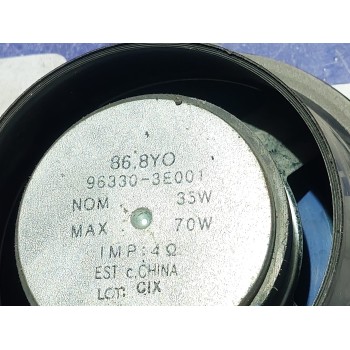 86.8YO
96330-3E001
NOM 35W
MAX 70W
IMP:4Ω
EST c.CHINA
LOT: CIX